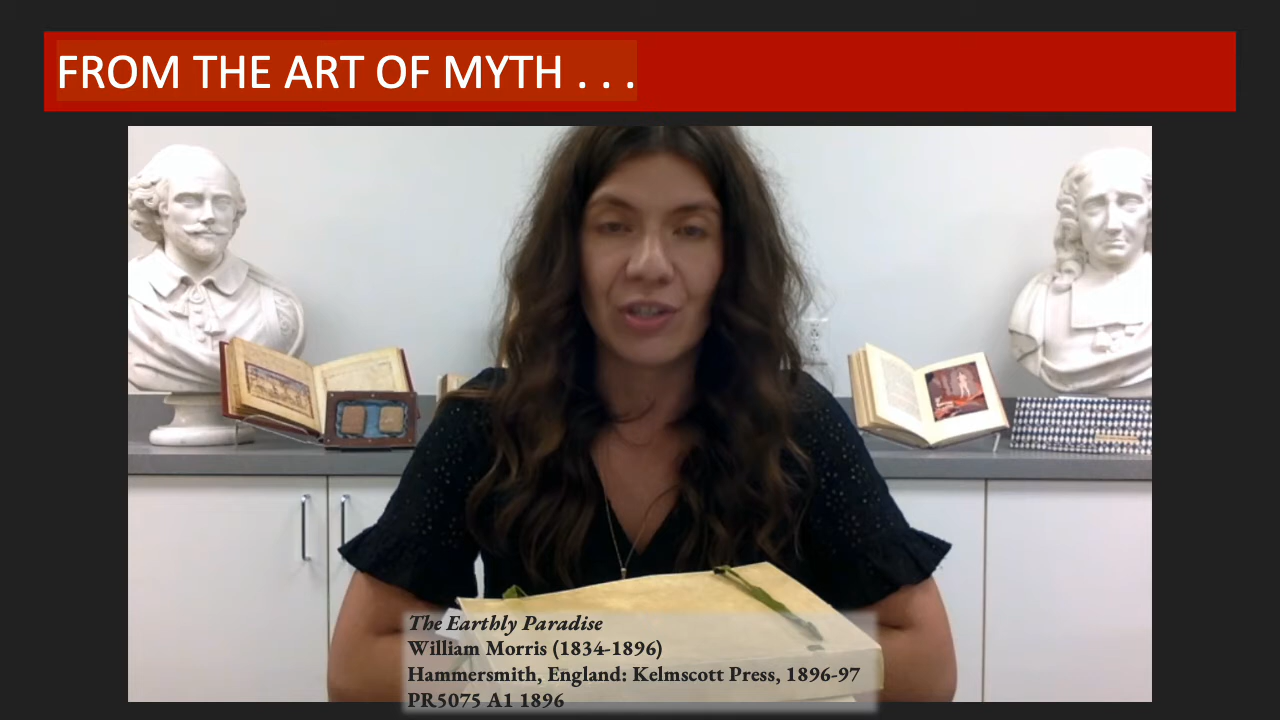 FROM THE ART OF MYTH . . .
The Earthly Paradise
William Morris (1834-1896)
Hammersmith, England: Kelmscott Press, 1896-97
PR5075 A1 1896